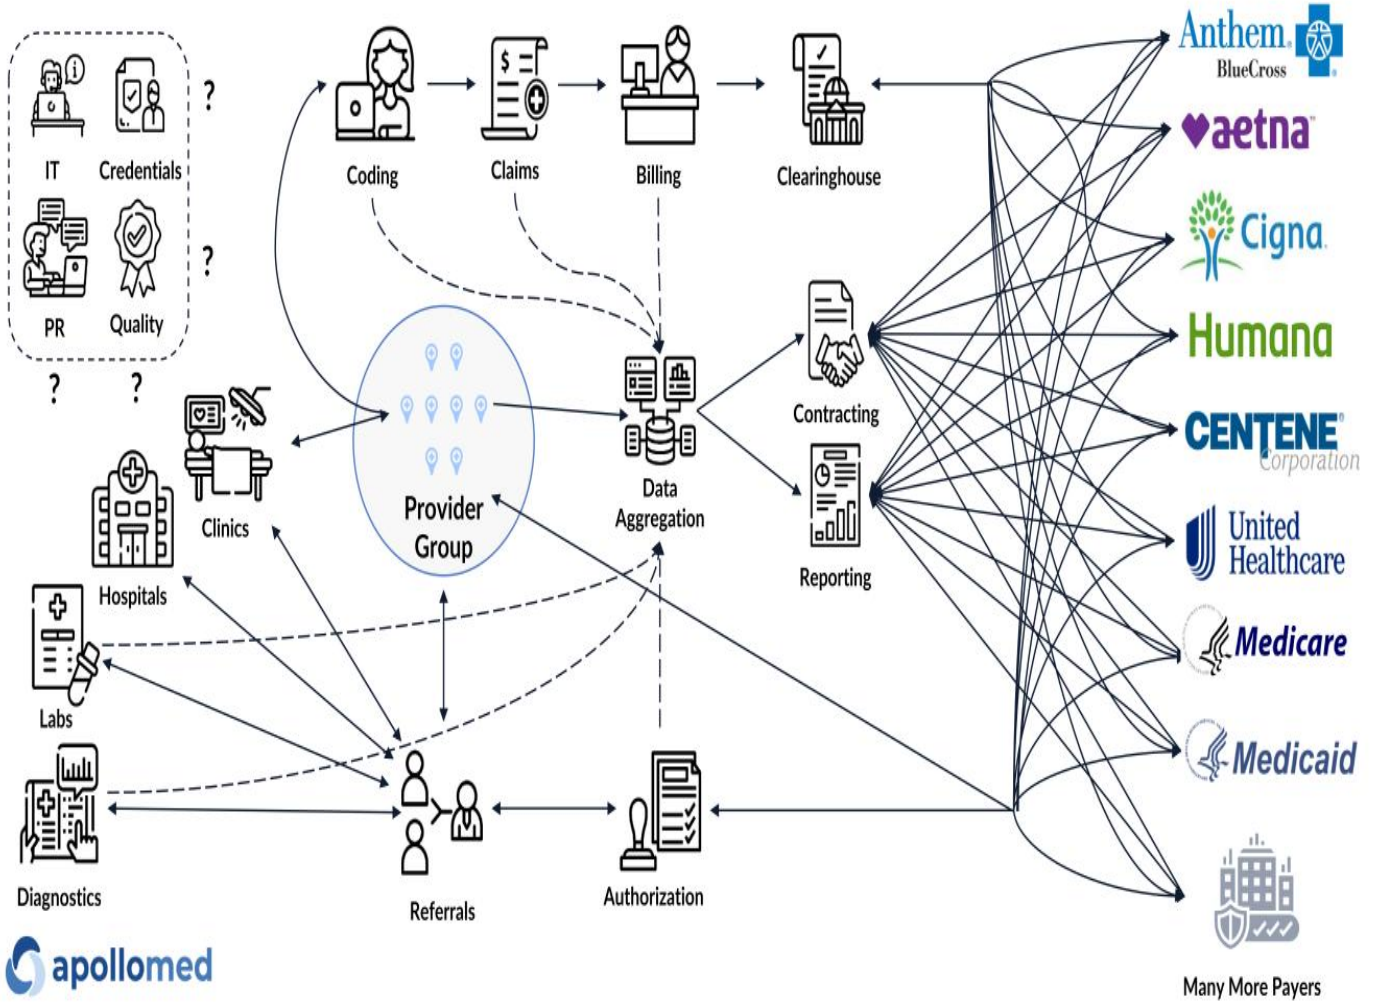 IT
Credentials
?
PR
Quality
?
?
?
$
Coding
Claims
Billing
Clearinghouse
Anthem.
BlueCross
aetna™
Cigna.
Humana
CENTENE®
Corporation
United
Healthcare
Medicare
Medicaid
Many More Payers
Contracting
Reporting
Data
Aggregation
Provider
Group
Clinics
Hospitals
Labs
Diagnostics
Referrals
Authorization
apollomed